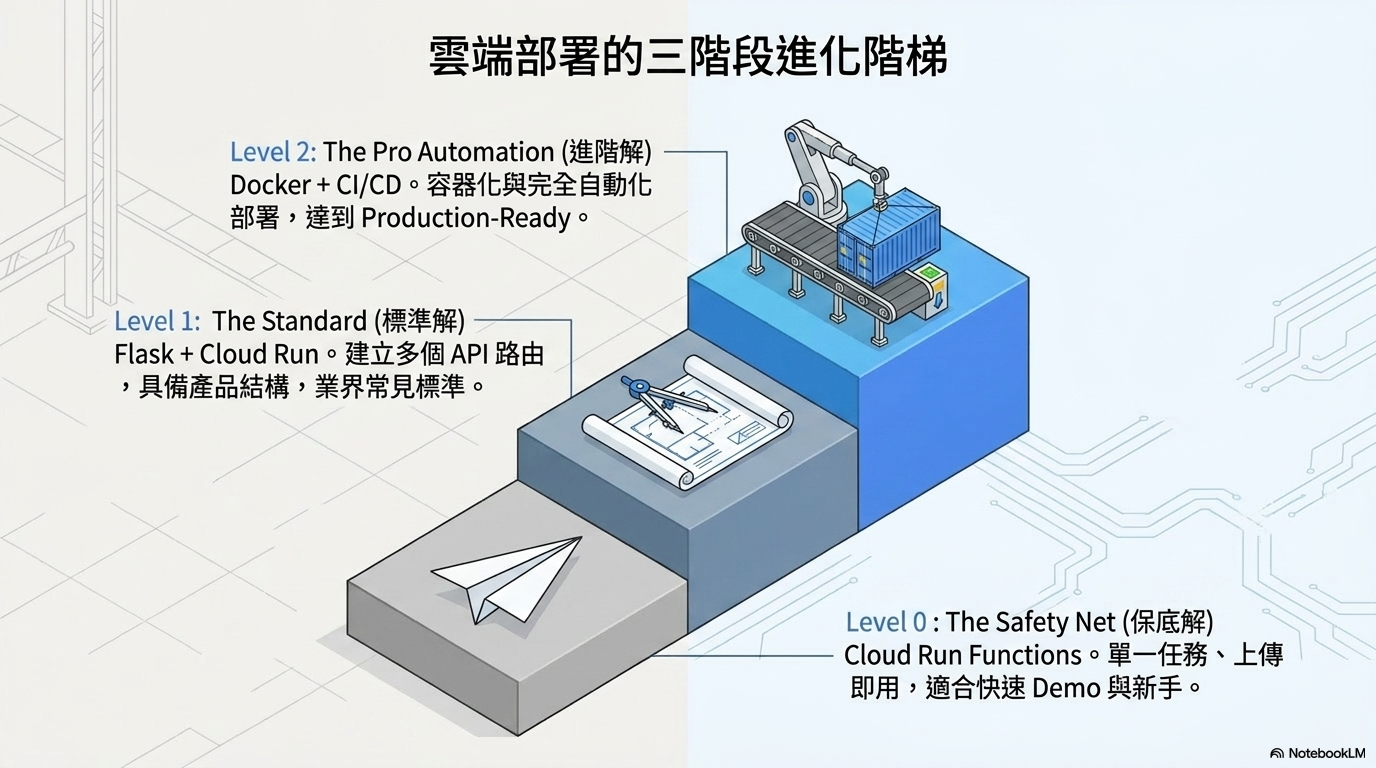 雲端部署的三階段進化階梯
Level 2: The Pro Automation (進階解)
Docker + CI/CD。容器化與完全自動化
部署，達到 Production-Ready。
Level 1: The Standard (標準解)
Flask + Cloud Run。建立多個 API 路由
，具備產品結構，業界常見標準。
Level 0 : The Safety Net (保底解)
Cloud Run Functions。單一任務、上傳
即用，適合快速 Demo 與新手。
NotebookLM